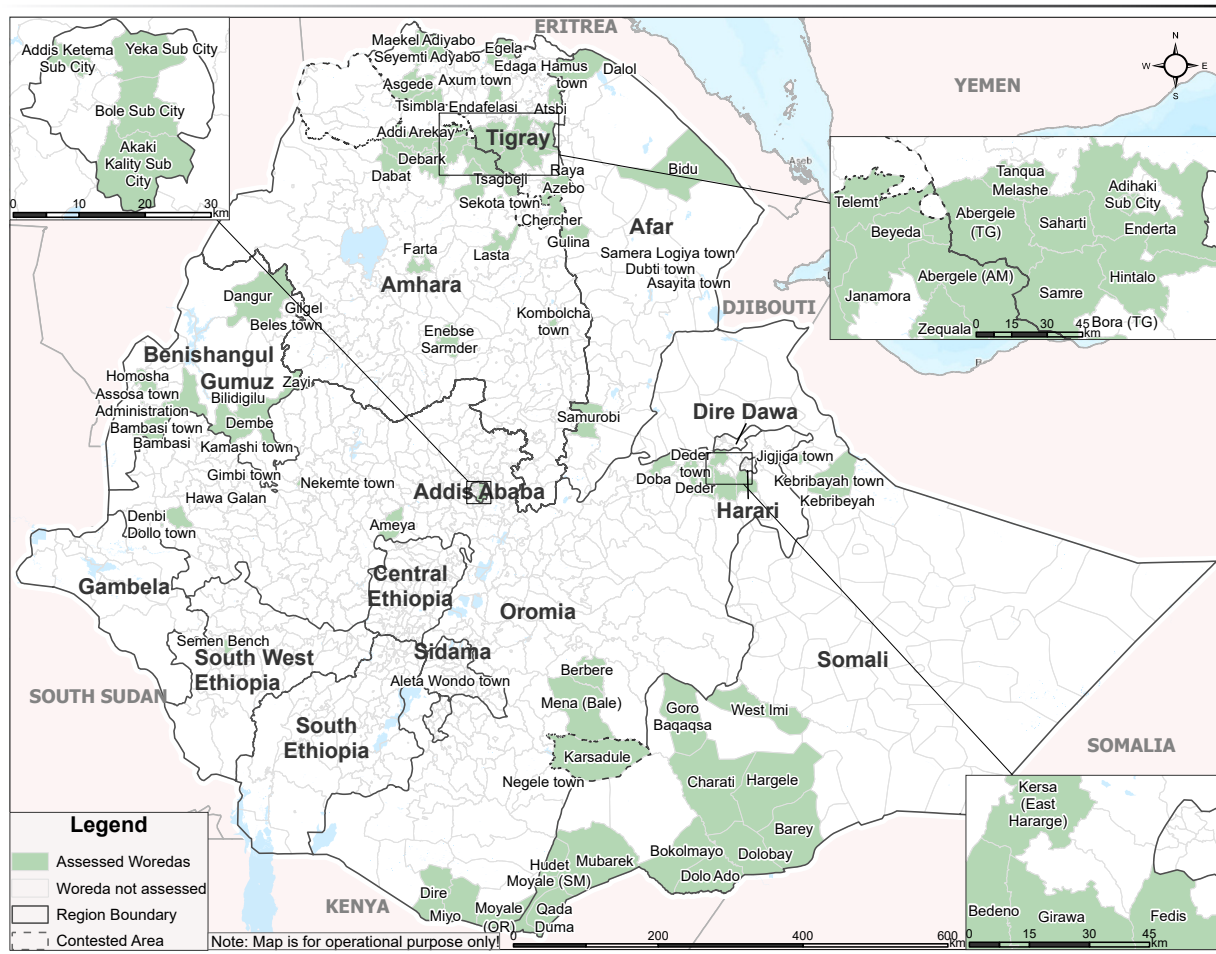 ERITREA
YEMEN
DJIBOUTI
SOMALIA
KENYA
SOUTH SUDAN
Aseb
N
W
E
S
Addis Ketema
Sub City
Yeka Sub City
Bole Sub City
Akaki
Kality Sub
City
0 10 20 30
km
Maekel Adiyabo
Seyemti Adyabo
Egela
Edaga Hamus
town
Dalol
Axum town
Asgede
Tsimbla
Endafelasi
Atsbi
Addi Arekay
Tigray
Debark
Dabat
Tsagbeji
Raya
Azebo
Sekota town
Chercher
Bidu
Afar
Farta
Lasta
Gulina
Samera Logiya town
Dubti town
Asayita town
Amhara
Dangur
Gilgel
Beles town
Kombolcha
town
Enebse
Sarmder
Benishangul
Gumuz
Homosha
Assosa town
Administration
Bilidigilu
Zayi
Bambasi town
Bambasi
Dembe
Kamashi town
Samurobi
Dire Dawa
Gimbi town
Nekemte town
Hawa Galan
Addis Ababa
Deder
town
Doba
Deder
Jigjiga town
Kebribayah town
Kebribeyah
Harari
Denbi
Dollo town
Ameya
Gambela
Central
Ethiopia
Oromia
Semen Bench
South West
Ethiopia
Sidama
Aleta Wondo town
Somali
Berbere
Mena (Bale)
Goro
Baqaqsa
West Imi
South
Ethiopia
Karsadule
Negele town
Charati
Hargele
Barey
Bokolmayo
Dolobay
Dolo Ado
Hudet
Mubarek
Moyale (SM)
Dire
Miyo
Moyale
(OR)
Qada
Duma
Telemt
Tanqua
Melashe
Adihaki
Sub City
Beyeda
Abergele
(TG)
Saharti
Enderta
Abergele (AM)
Hintalo
Janamora
Samre
Zequala
Bora (TG)
0 15 30 45
km
Kersa
(East
Hararge)
Bedeno
Girawa
Fedis
0 15 30 45
km
Legend
Assessed Woredas
Woreda not assessed
Region Boundary
Contested Area
Note: Map is for operational purpose only!
0 200 400 600
km